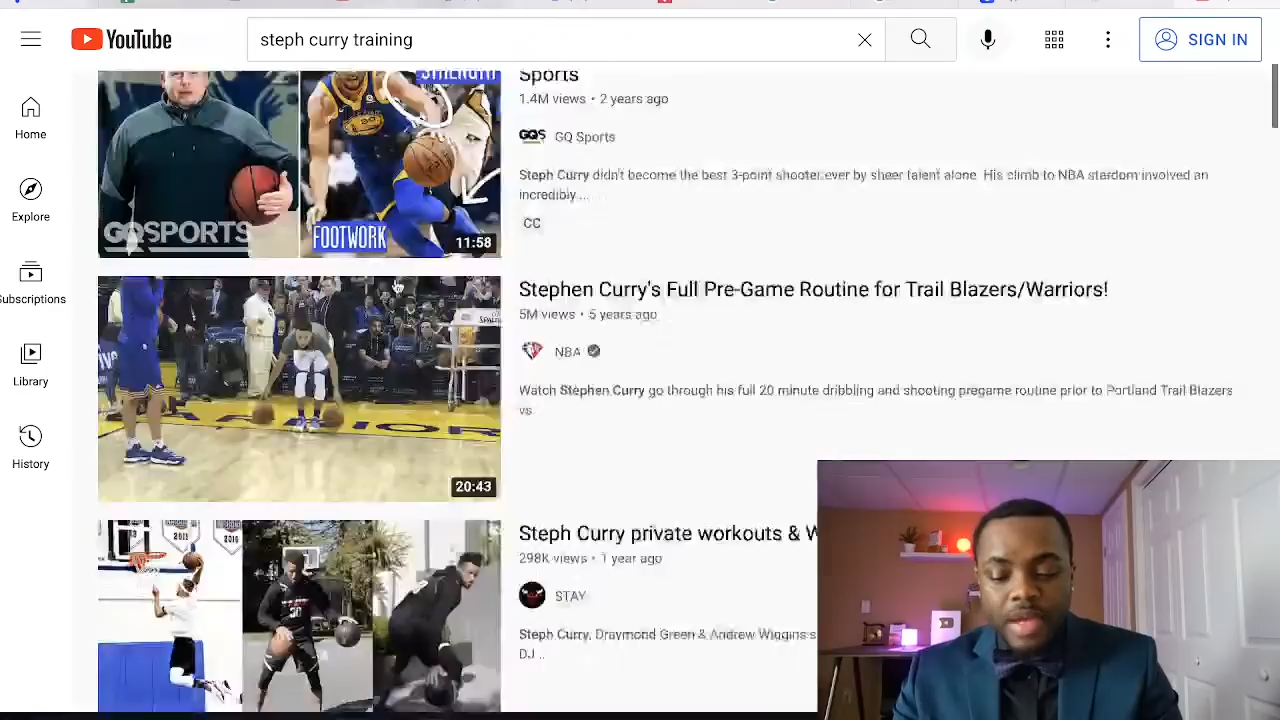 YouTube
steph curry training
SIGN IN
Home
Explore
Subscriptions
Library
History
STRENGTH
GQSPORTS
FOOTWORK
11:58
Sports
1.4M views • 2 years ago
GQS GQ Sports
Steph Curry didn't become the best 3-point shooter ever by sheer talent alone. His climb to NBA stardom involved an
incredibly ...
CC
20:43
Stephen Curry's Full Pre-Game Routine for Trail Blazers/Warriors!
5M views • 5 years ago
NBA
Watch Stephen Curry go through his full 20 minute dribbling and shooting pregame routine prior to Portland Trail Blazers
vs
Steph Curry private workouts & W
298K views • 1 year ago
STAY
Steph Curry, Draymond Green & Andrew Wiggins s
DJ ...